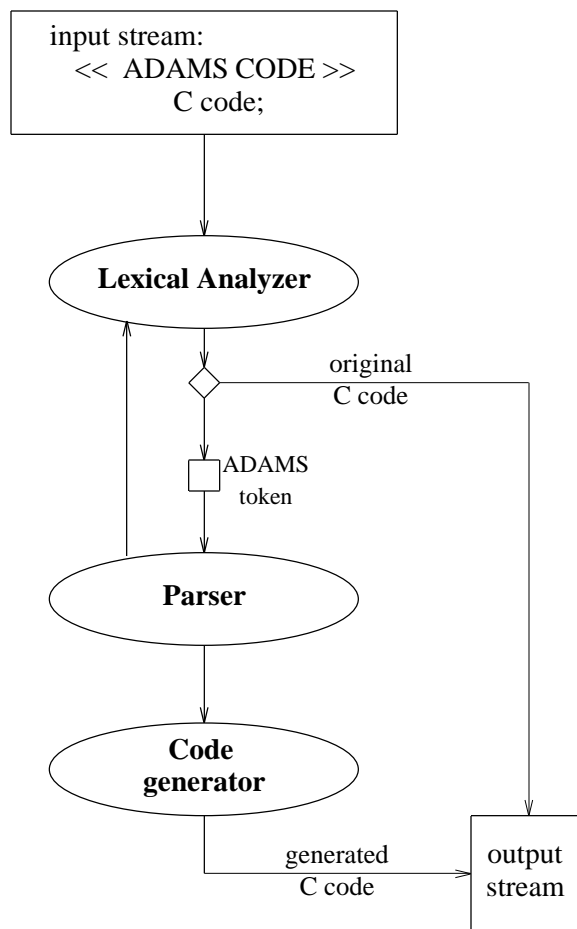 input stream:
<< ADAMS CODE >>
C code;
Lexical Analyzer
original
C code
ADAMS
token
Parser
Code
generator
generated
C code
output
stream